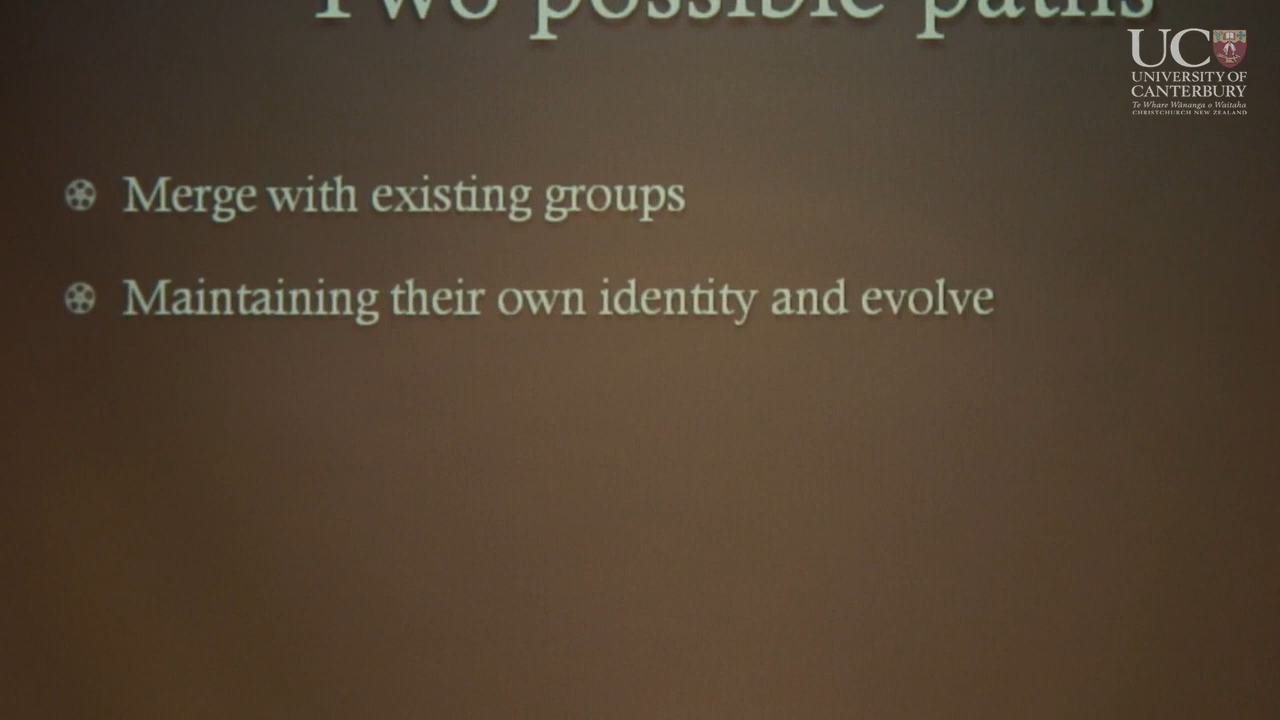 Two possible paths
UC
UNIVERSITY OF
CANTERBURY
Te Whare Wānanga o Waitaha
CHRISTCHURCH NEW ZEALAND
Merge with existing groups
Maintaining their own identity and evolve